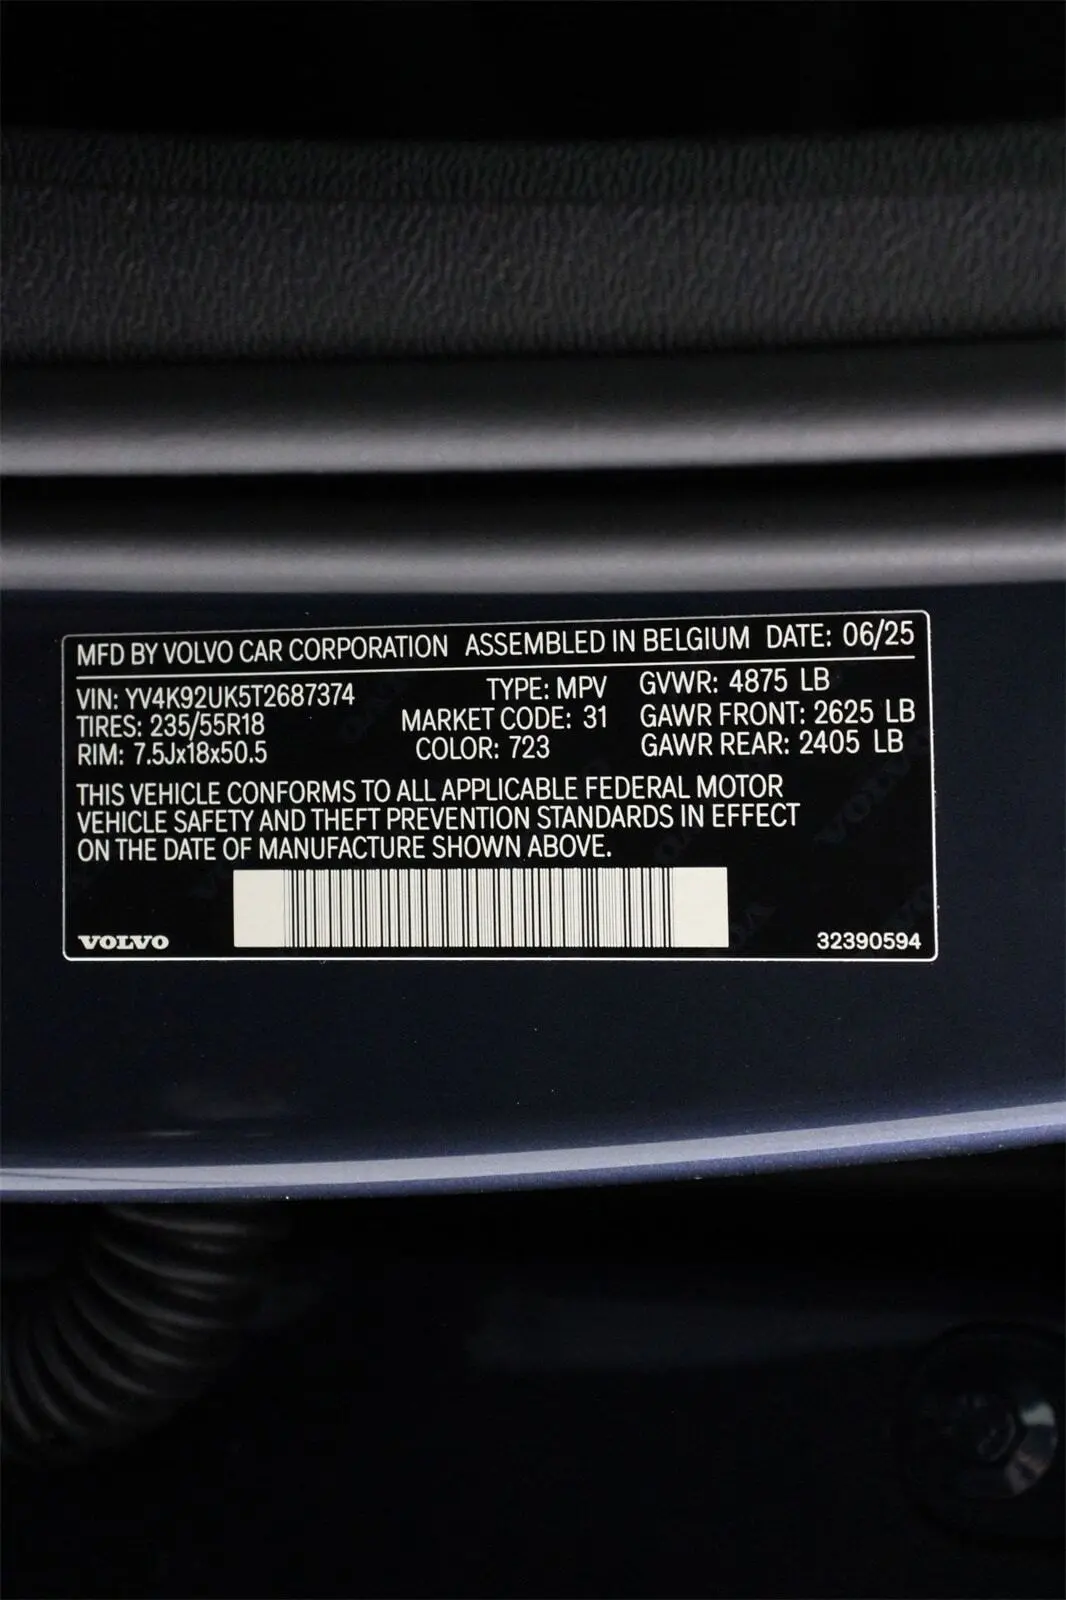 MFD BY VOLVO CAR CORPORATION ASSEMBLED IN BELGIUM DATE: 06/25
VIN: YV4K92UK5T2687374 TYPE: MPV GVWR: 4875 LB
TIRES: 235/55R18 MARKET CODE: 31 GAWR FRONT: 2625 LB
RIM: 7.5Jx18x50.5 COLOR: 723 GAWR REAR: 2405 LB
THIS VEHICLE CONFORMS TO ALL APPLICABLE FEDERAL MOTOR
VEHICLE SAFETY AND THEFT PREVENTION STANDARDS IN EFFECT
ON THE DATE OF MANUFACTURE SHOWN ABOVE.
VOLVO 32390594